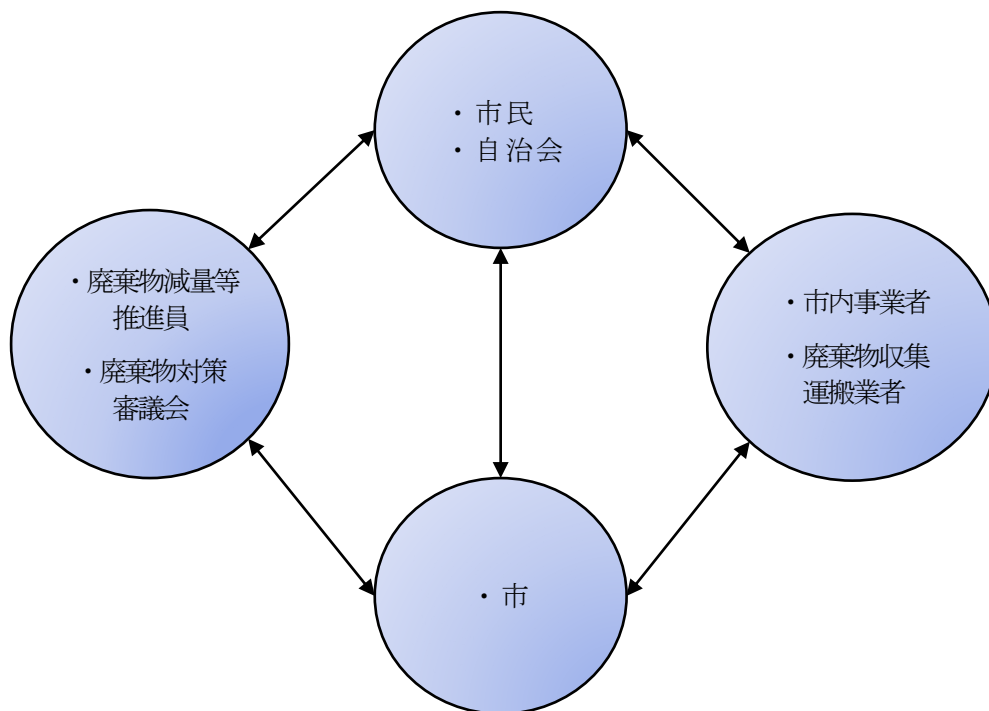 ・市民
・自治会
・廃棄物減量等
推進員
・廃棄物対策
審議会
・市内事業者
・廃棄物収集
運搬業者
・市